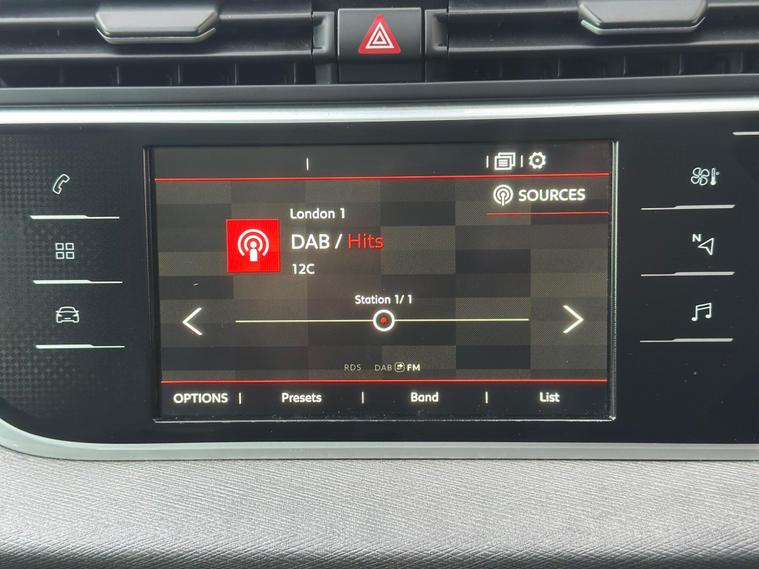 SOURCES
London 1
DAB / Hits
12C
Station 1/1
RDS DAB FM
OPTIONS Presets Band List
N